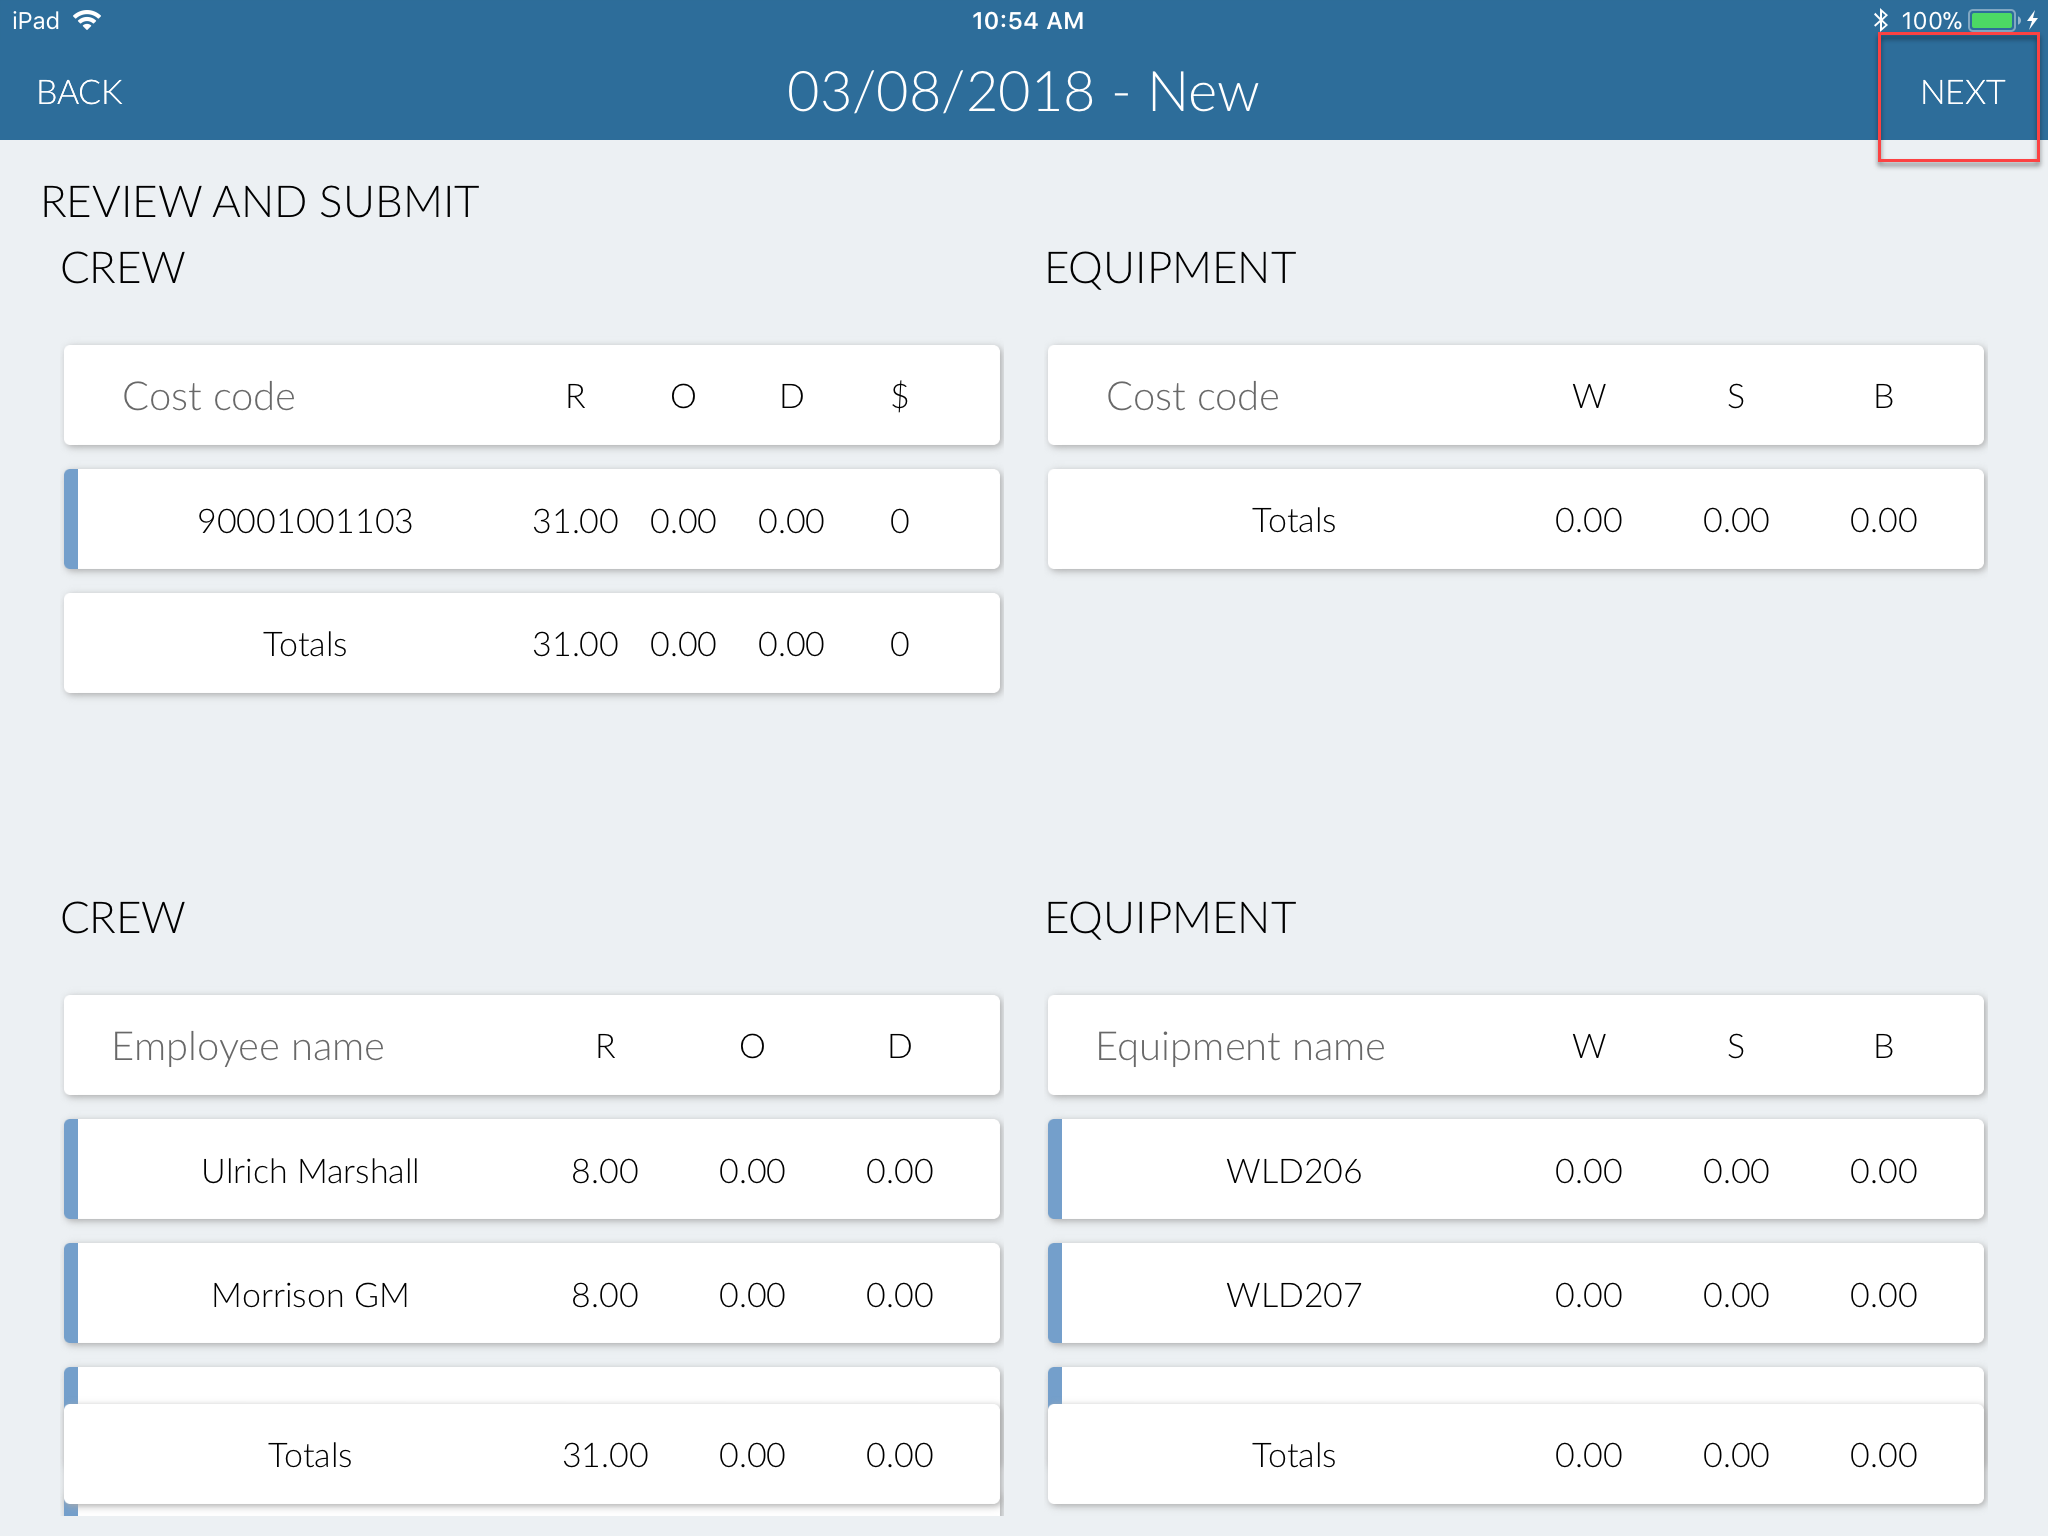 iPad 10:54 AM 100%
BACK 03/08/2018 - New NEXT
REVIEW AND SUBMIT
CREW
Cost code R O D $
90001001103 31.00 0.00 0.00 0
Totals 31.00 0.00 0.00 0
EQUIPMENT
Cost code W S B
Totals 0.00 0.00 0.00
CREW
Employee name R O D
Ulrich Marshall 8.00 0.00 0.00
Morrison GM 8.00 0.00 0.00
Totals 31.00 0.00 0.00
EQUIPMENT
Equipment name W S B
WLD206 0.00 0.00 0.00
WLD207 0.00 0.00 0.00
Totals 0.00 0.00 0.00